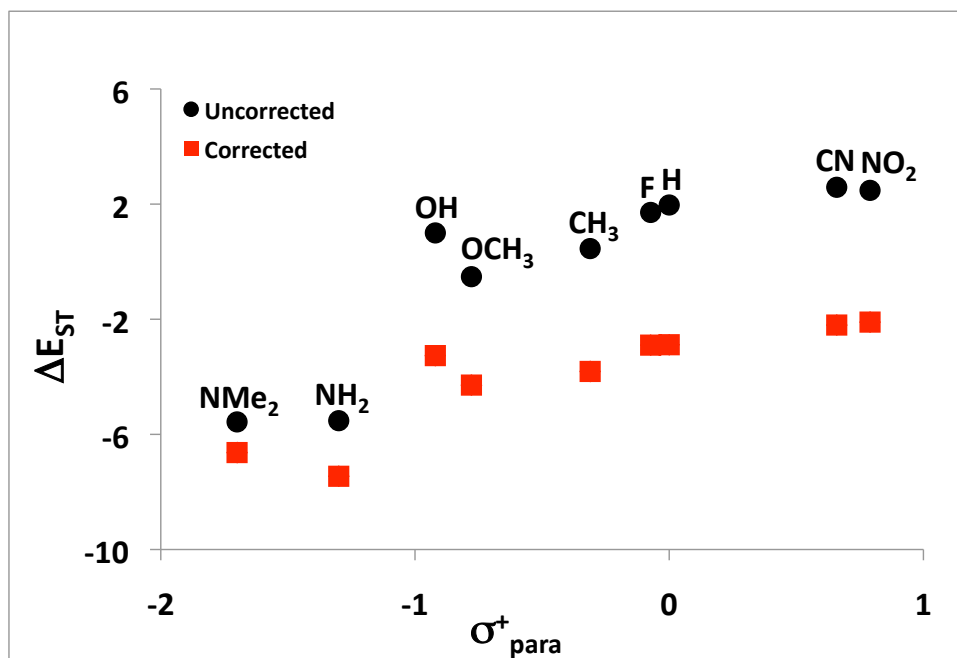 6
Uncorrected
Corrected
CN NO₂
F H
2
OH
CH₃
OCH₃
ΔE_ST
-2
NMe₂ NH₂
-6
-10
-2 -1 0 1
σ⁺para